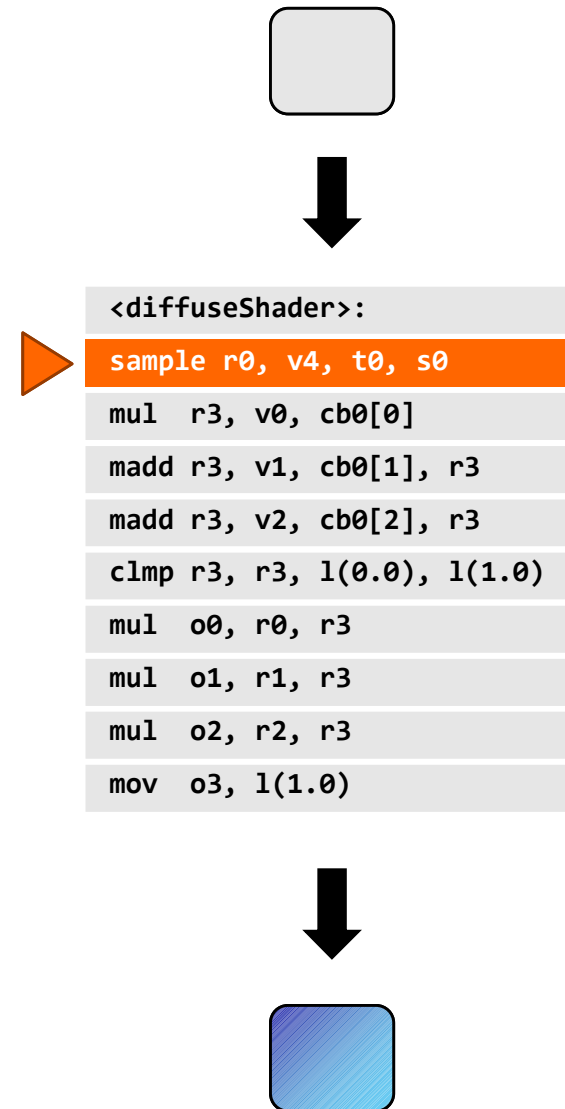 <diffuseShader>:
sample r0, v4, t0, s0
mul r3, v0, cb0[0]
madd r3, v1, cb0[1], r3
madd r3, v2, cb0[2], r3
clmp r3, r3, l(0.0), l(1.0)
mul o0, r0, r3
mul o1, r1, r3
mul o2, r2, r3
mov o3, l(1.0)